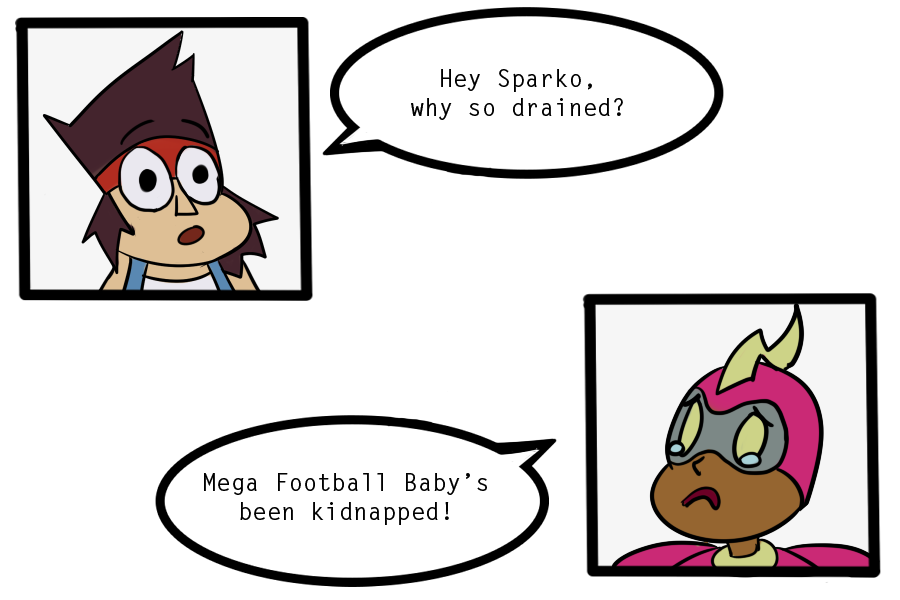 Hey Sparko,
why so drained?
Mega Football Baby's
been kidnapped!